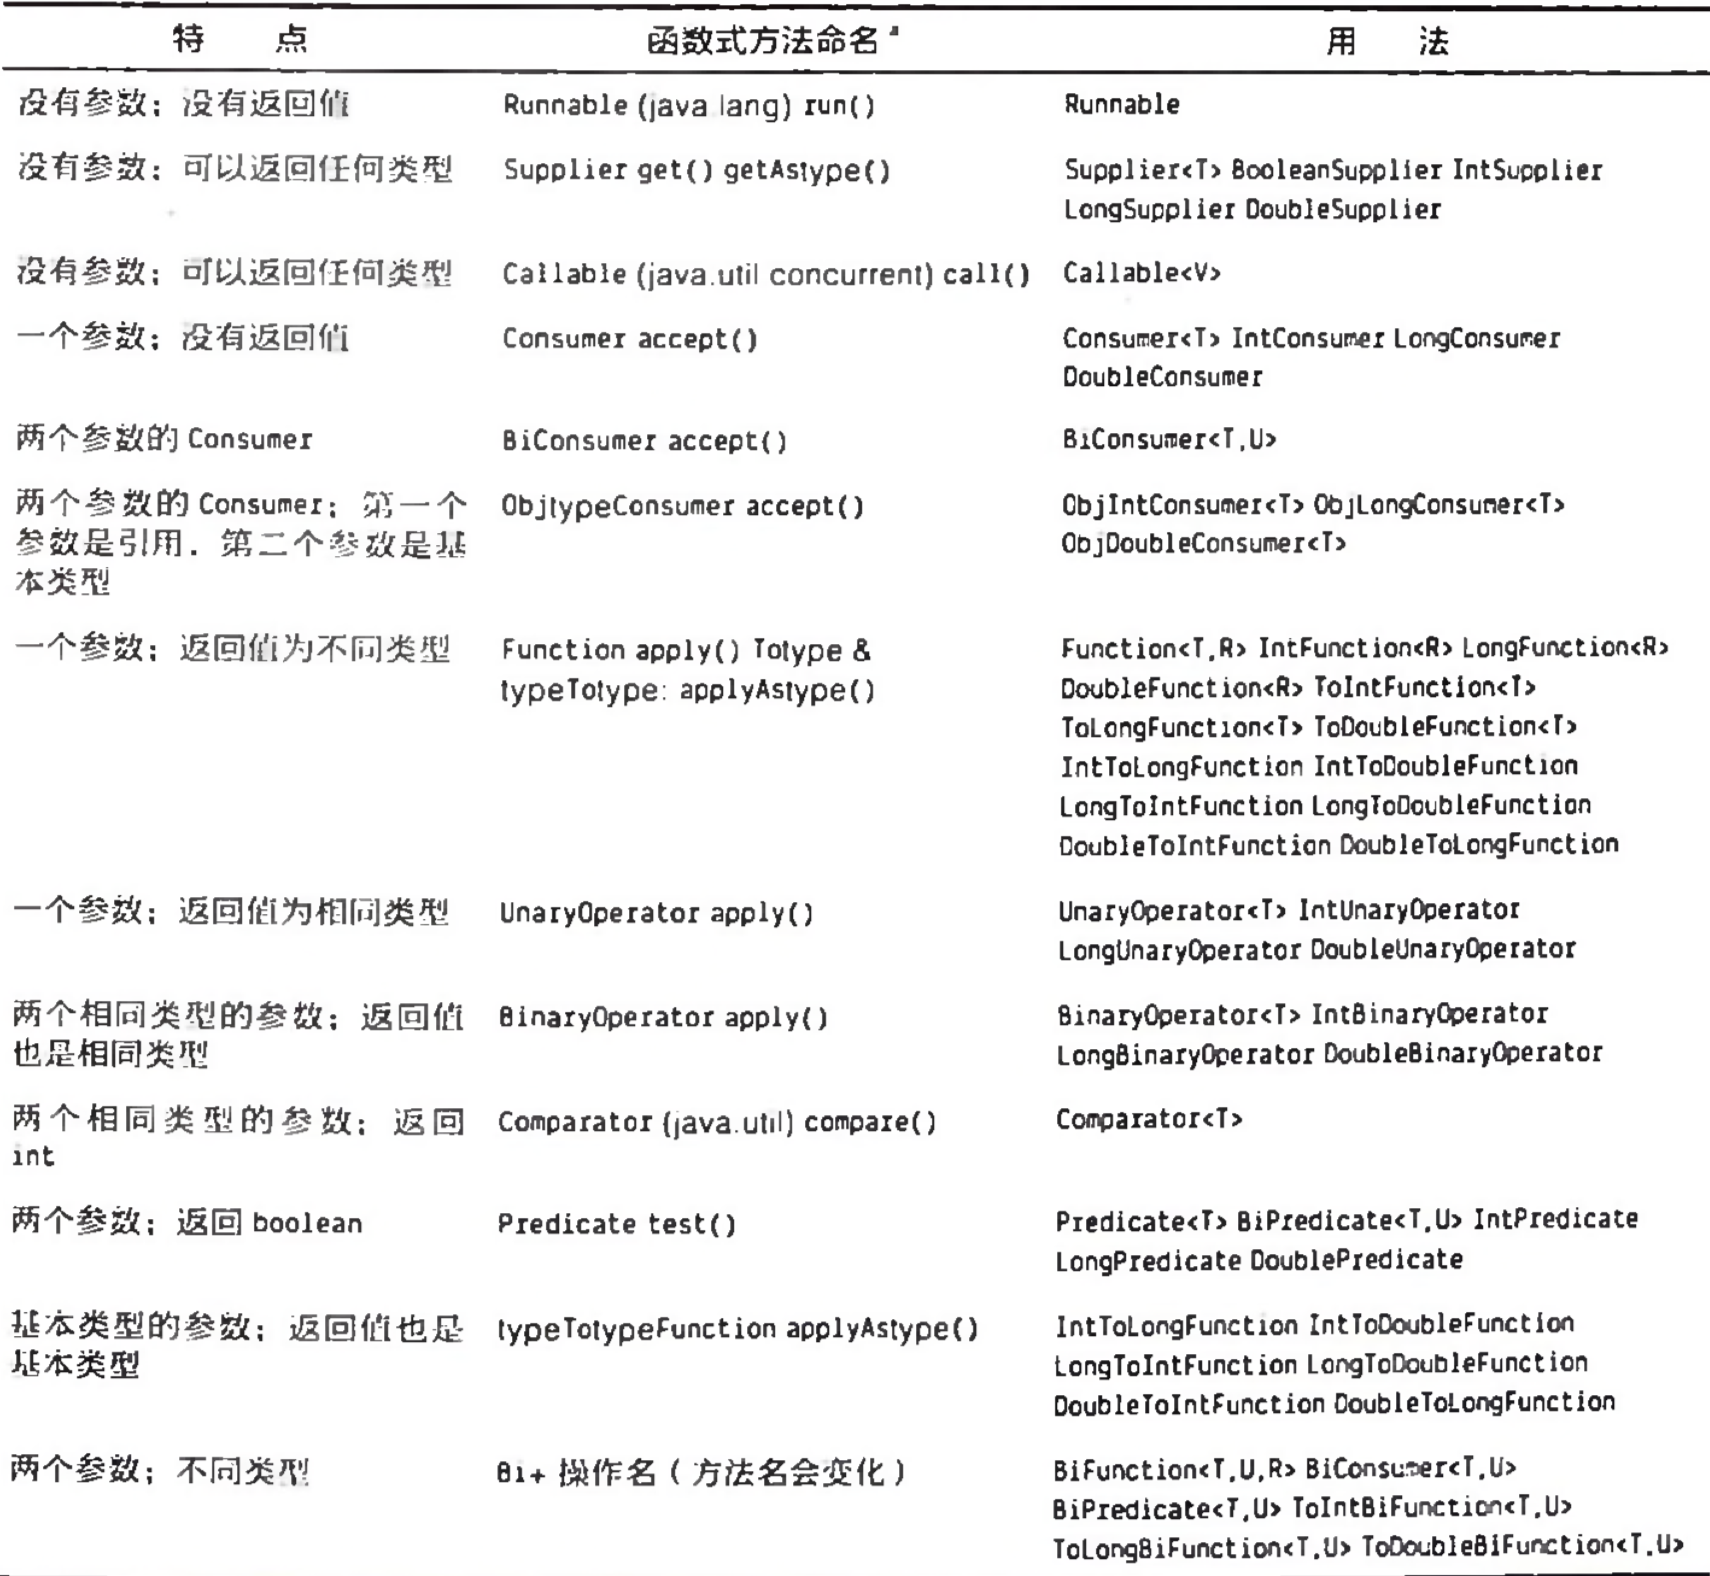 特 点 函数式方法命名 a 用 法
没有参数；没有返回值 Runnable (java lang) run() Runnable
没有参数；可以返回任何类型 Supplier get() getAstype() Supplier<T> BooleanSupplier IntSupplier
LongSupplier DoubleSupplier
没有参数；可以返回任何类型 Callable (java.util concurrent) call() Callable<V>
一个参数；没有返回值 Consumer accept() Consumer<T> IntConsumer LongConsumer
DoubleConsumer
两个参数的 Consumer BiConsumer accept() BiConsumer<T,U>
两个参数的 Consumer；第一个 ObjtypeConsumer accept() ObjIntConsumer<T> ObjLongConsumer<T>
参数是引用．第二个参数是基 ObjDoubleConsumer<T>
本类型
一个参数；返回值为不同类型 Function apply() Totype & Function<T,R> IntFunction<R> LongFunction<R>
typeTotype: applyAstype() DoubleFunction<R> ToIntFunction<T>
ToLongFunction<T> ToDoubleFunction<T>
IntToLongFunction IntToDoubleFunction
LongToIntFunction LongToDoubleFunction
DoubleToIntFunction DoubleToLongFunction
一个参数；返回值为相同类型 UnaryOperator apply() UnaryOperator<T> IntUnaryOperator
LongUnaryOperator DoubleUnaryOperator
两个相同类型的参数；返回值 BinaryOperator apply() BinaryOperator<T> IntBinaryOperator
也是相同类型 LongBinaryOperator DoubleBinaryOperator
两个相同类型的参数；返回 Comparator (java.util) compare() Comparator<T>
int
两个参数；返回 boolean Predicate test() Predicate<T> BiPredicate<T,U> IntPredicate
LongPredicate DoublePredicate
基本类型的参数；返回值也是 typeTotypeFunction applyAstype() IntToLongFunction IntToDoubleFunction
基本类型 LongToIntFunction LongToDoubleFunction
DoubleToIntFunction DoubleToLongFunction
两个参数；不同类型 Bi+ 操作名（方法名会变化） BiFunction<T,U,R> BiConsumer<T,U>
BiPredicate<T,U> ToIntBiFunction<T,U>
ToLongBiFunction<T,U> ToDoubleBiFunction<T,U>